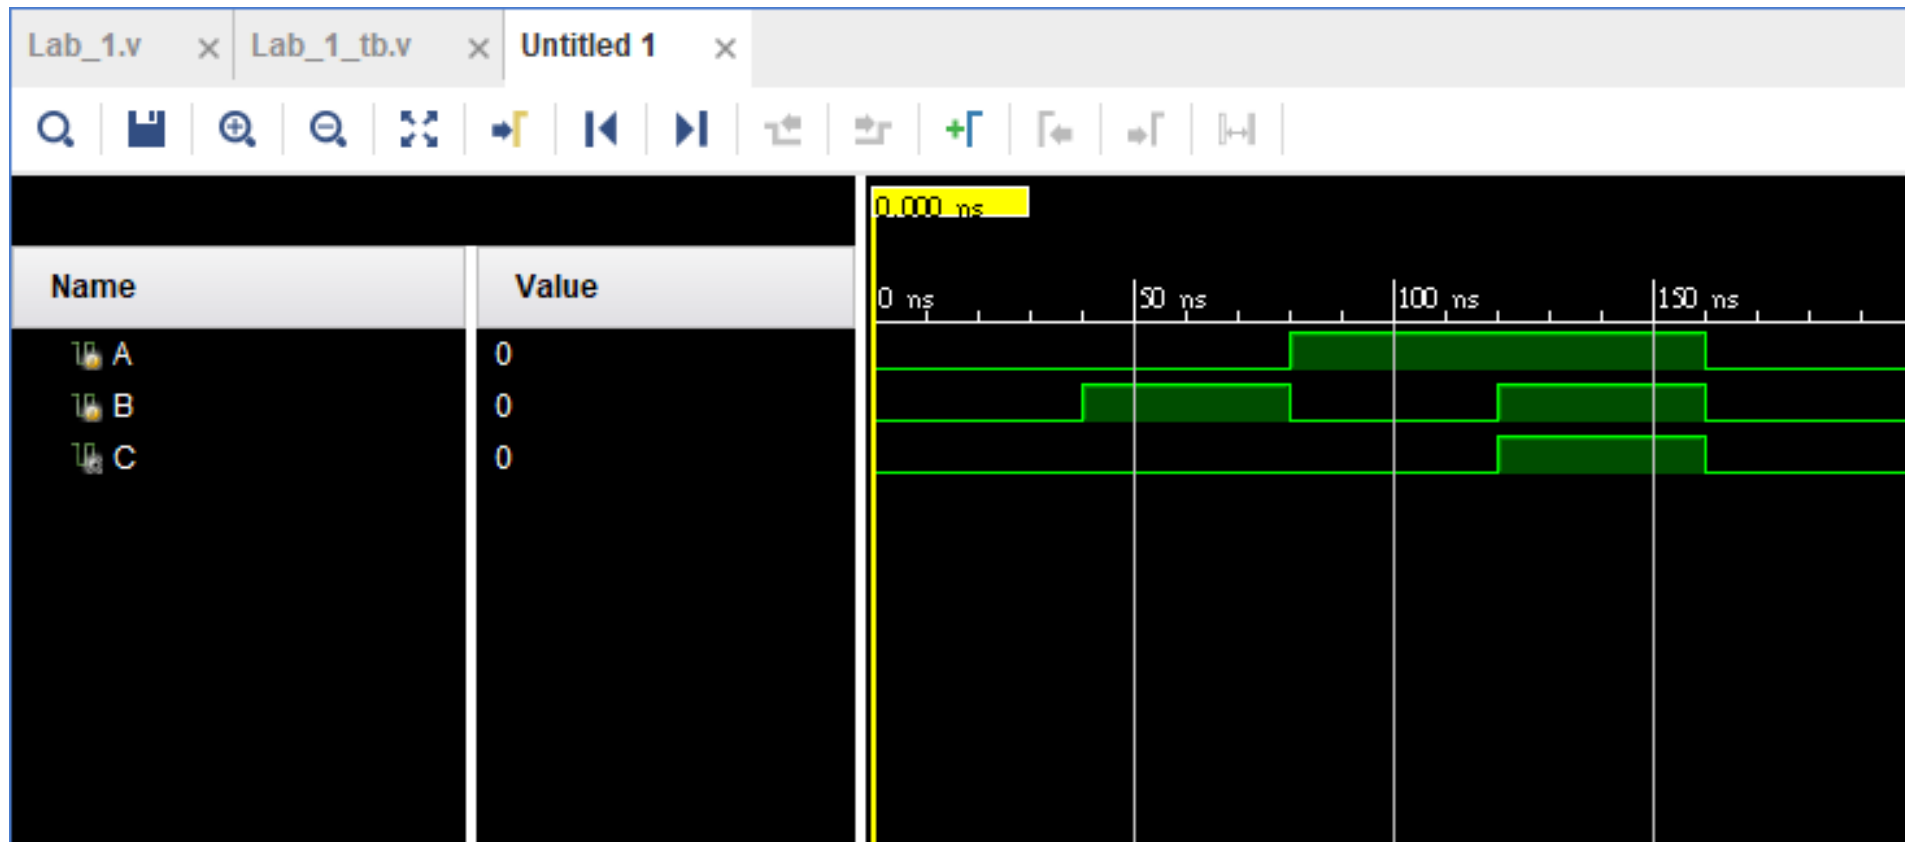 Lab_1.v Lab_1_tb.v Untitled 1
0.000 ns
Name Value
0 ns 50 ns 100 ns 150 ns
A 0
B 0
C 0